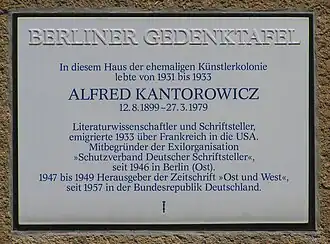 BERLINER GEDENKTAFEL
In diesem Haus der ehemaligen Künstlerkolonie
lebte von 1931 bis 1933
ALFRED KANTOROWICZ
12.8.1899–27.3.1979
Literaturwissenschaftler und Schriftsteller,
emigrierte 1933 über Frankreich in die USA.
Mitbegründer der Exilorganisation
»Schutzverband Deutscher Schriftsteller«,
seit 1946 in Berlin (Ost).
1947 bis 1949 Herausgeber der Zeitschrift »Ost und West«,
seit 1957 in der Bundesrepublik Deutschland.